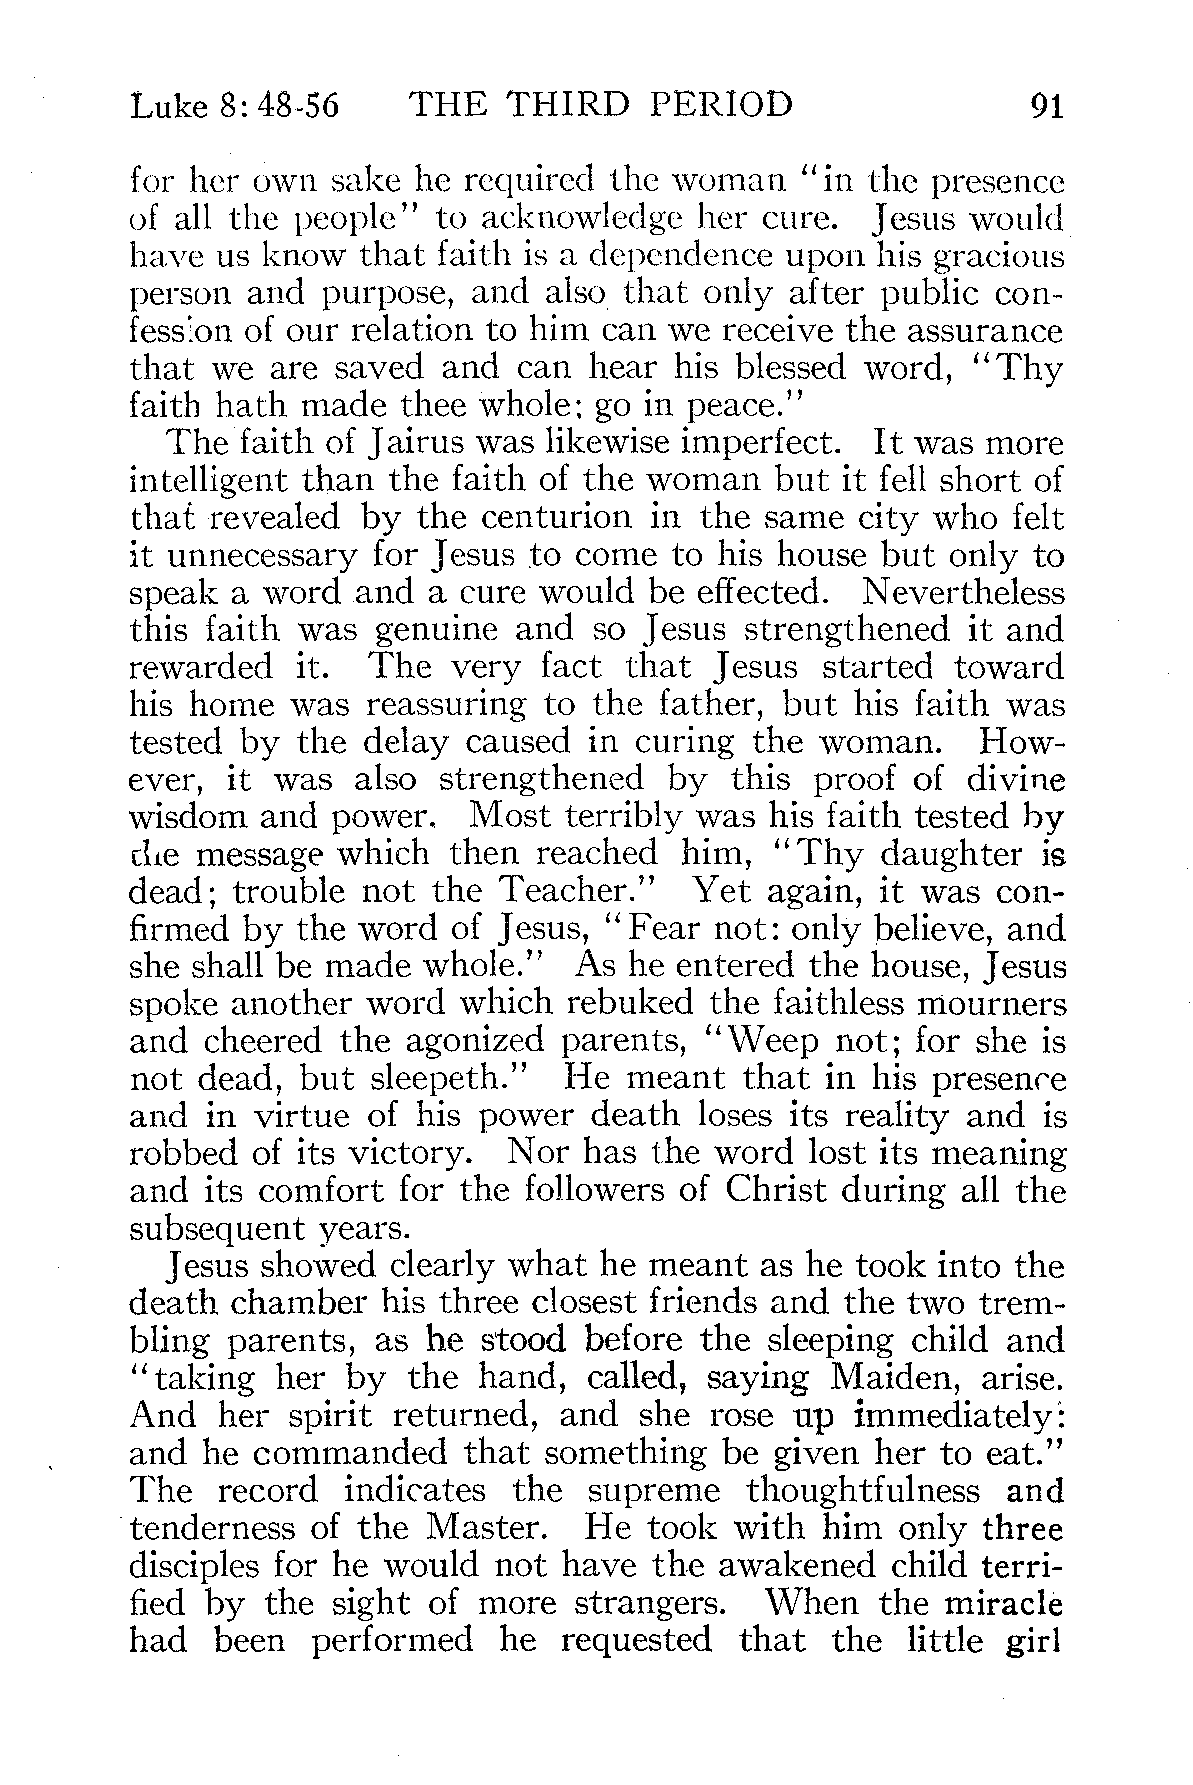 Luke 8: 48-56 THE THIRD PERIOD 91
for her own sake he required the woman "in the presence
of all the people" to acknowledge her cure. Jesus would
have us know that faith is a dependence upon his gracious
person and purpose, and also that only after public con-
fession of our relation to him can we receive the assurance
that we are saved and can hear his blessed word, "Thy
faith hath made thee whole; go in peace."
The faith of Jairus was likewise imperfect. It was more
intelligent than the faith of the woman but it fell short of
that revealed by the centurion in the same city who felt
it unnecessary for Jesus to come to his house but only to
speak a word and a cure would be effected. Nevertheless
this faith was genuine and so Jesus strengthened it and
rewarded it. The very fact that Jesus started toward
his home was reassuring to the father, but his faith was
tested by the delay caused in curing the woman. How-
ever, it was also strengthened by this proof of divine
wisdom and power. Most terribly was his faith tested by
the message which then reached him, "Thy daughter is
dead; trouble not the Teacher." Yet again, it was con-
firmed by the word of Jesus, "Fear not: only believe, and
she shall be made whole." As he entered the house, Jesus
spoke another word which rebuked the faithless mourners
and cheered the agonized parents, "Weep not; for she is
not dead, but sleepeth." He meant that in his presence
and in virtue of his power death loses its reality and is
robbed of its victory. Nor has the word lost its meaning
and its comfort for the followers of Christ during all the
subsequent years.
Jesus showed clearly what he meant as he took into the
death chamber his three closest friends and the two trem-
bling parents, as he stood before the sleeping child and
"taking her by the hand, called, saying Maiden, arise.
And her spirit returned, and she rose up immediately:
and he commanded that something be given her to eat."
The record indicates the supreme thoughtfulness and
tenderness of the Master. He took with him only three
disciples for he would not have the awakened child terri-
fied by the sight of more strangers. When the miracle
had been performed he requested that the little girl